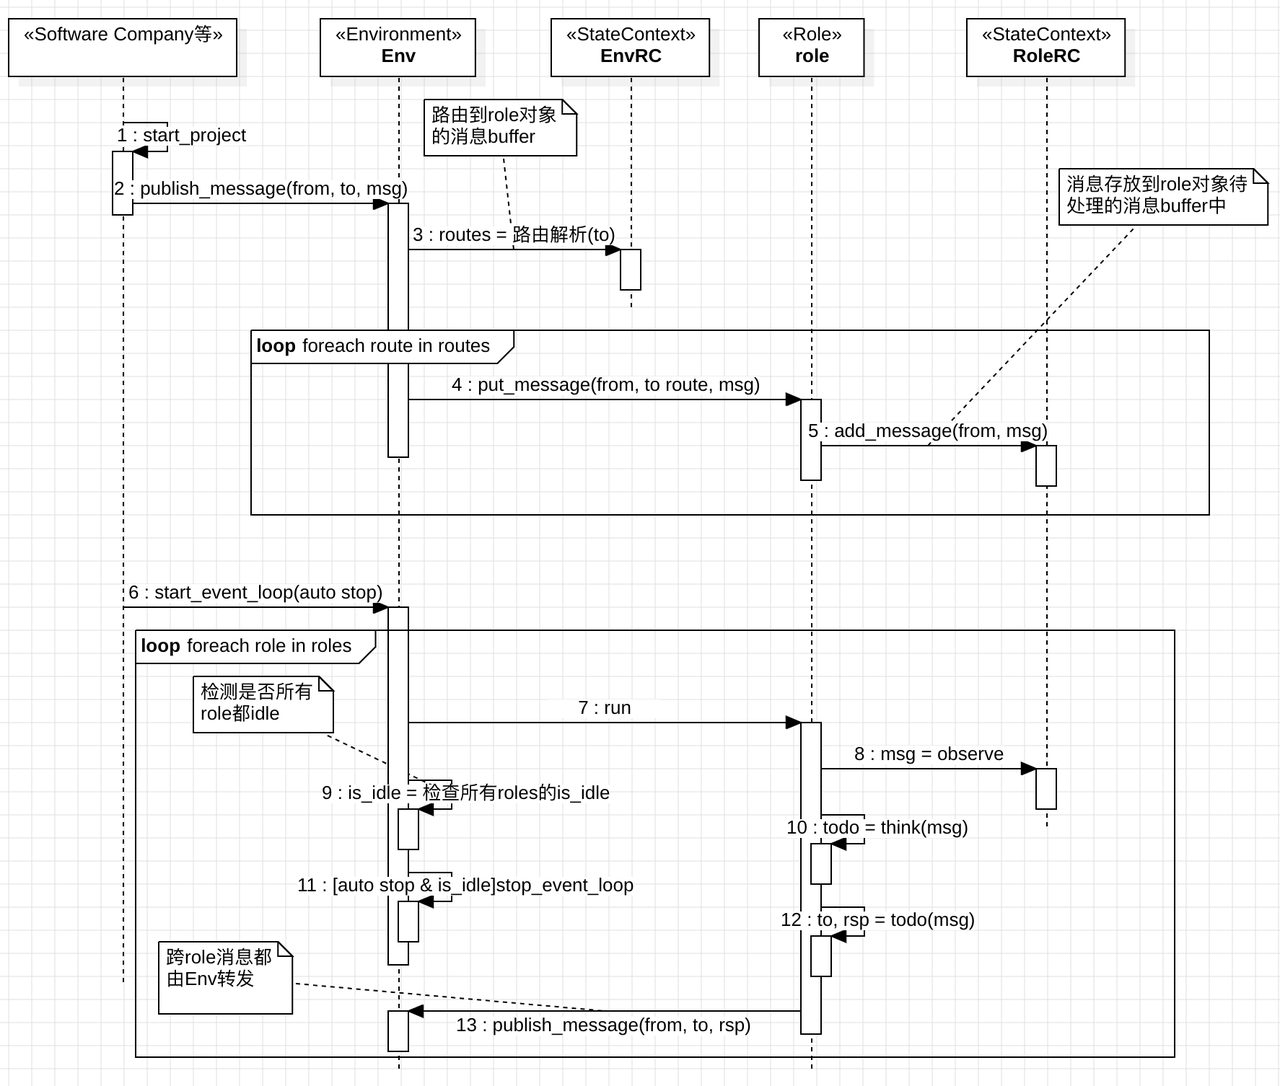 «Software Company等»
«Environment»
Env
«StateContext»
EnvRC
«Role»
role
«StateContext»
RoleRC
路由到role对象
的消息buffer
1 : start_project
消息存放到role对象待
处理的消息buffer中
2 : publish_message(from, to, msg)
3 : routes = 路由解析(to)
loop foreach route in routes
4 : put_message(from, to route, msg)
5 : add_message(from, msg)
6 : start_event_loop(auto stop)
loop foreach role in roles
检测是否所有
role都idle
7 : run
8 : msg = observe
9 : is_idle = 检查所有roles的is_idle
10 : todo = think(msg)
11 : [auto stop & is_idle]stop_event_loop
12 : to, rsp = todo(msg)
跨role消息都
由Env转发
13 : publish_message(from, to, rsp)